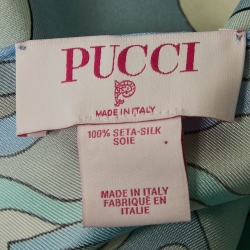 PUCCI
P
MADE IN ITALY
100% SETA-SILK
SOIE
MADE IN ITALY
FABRIQUÉ EN
ITALIE